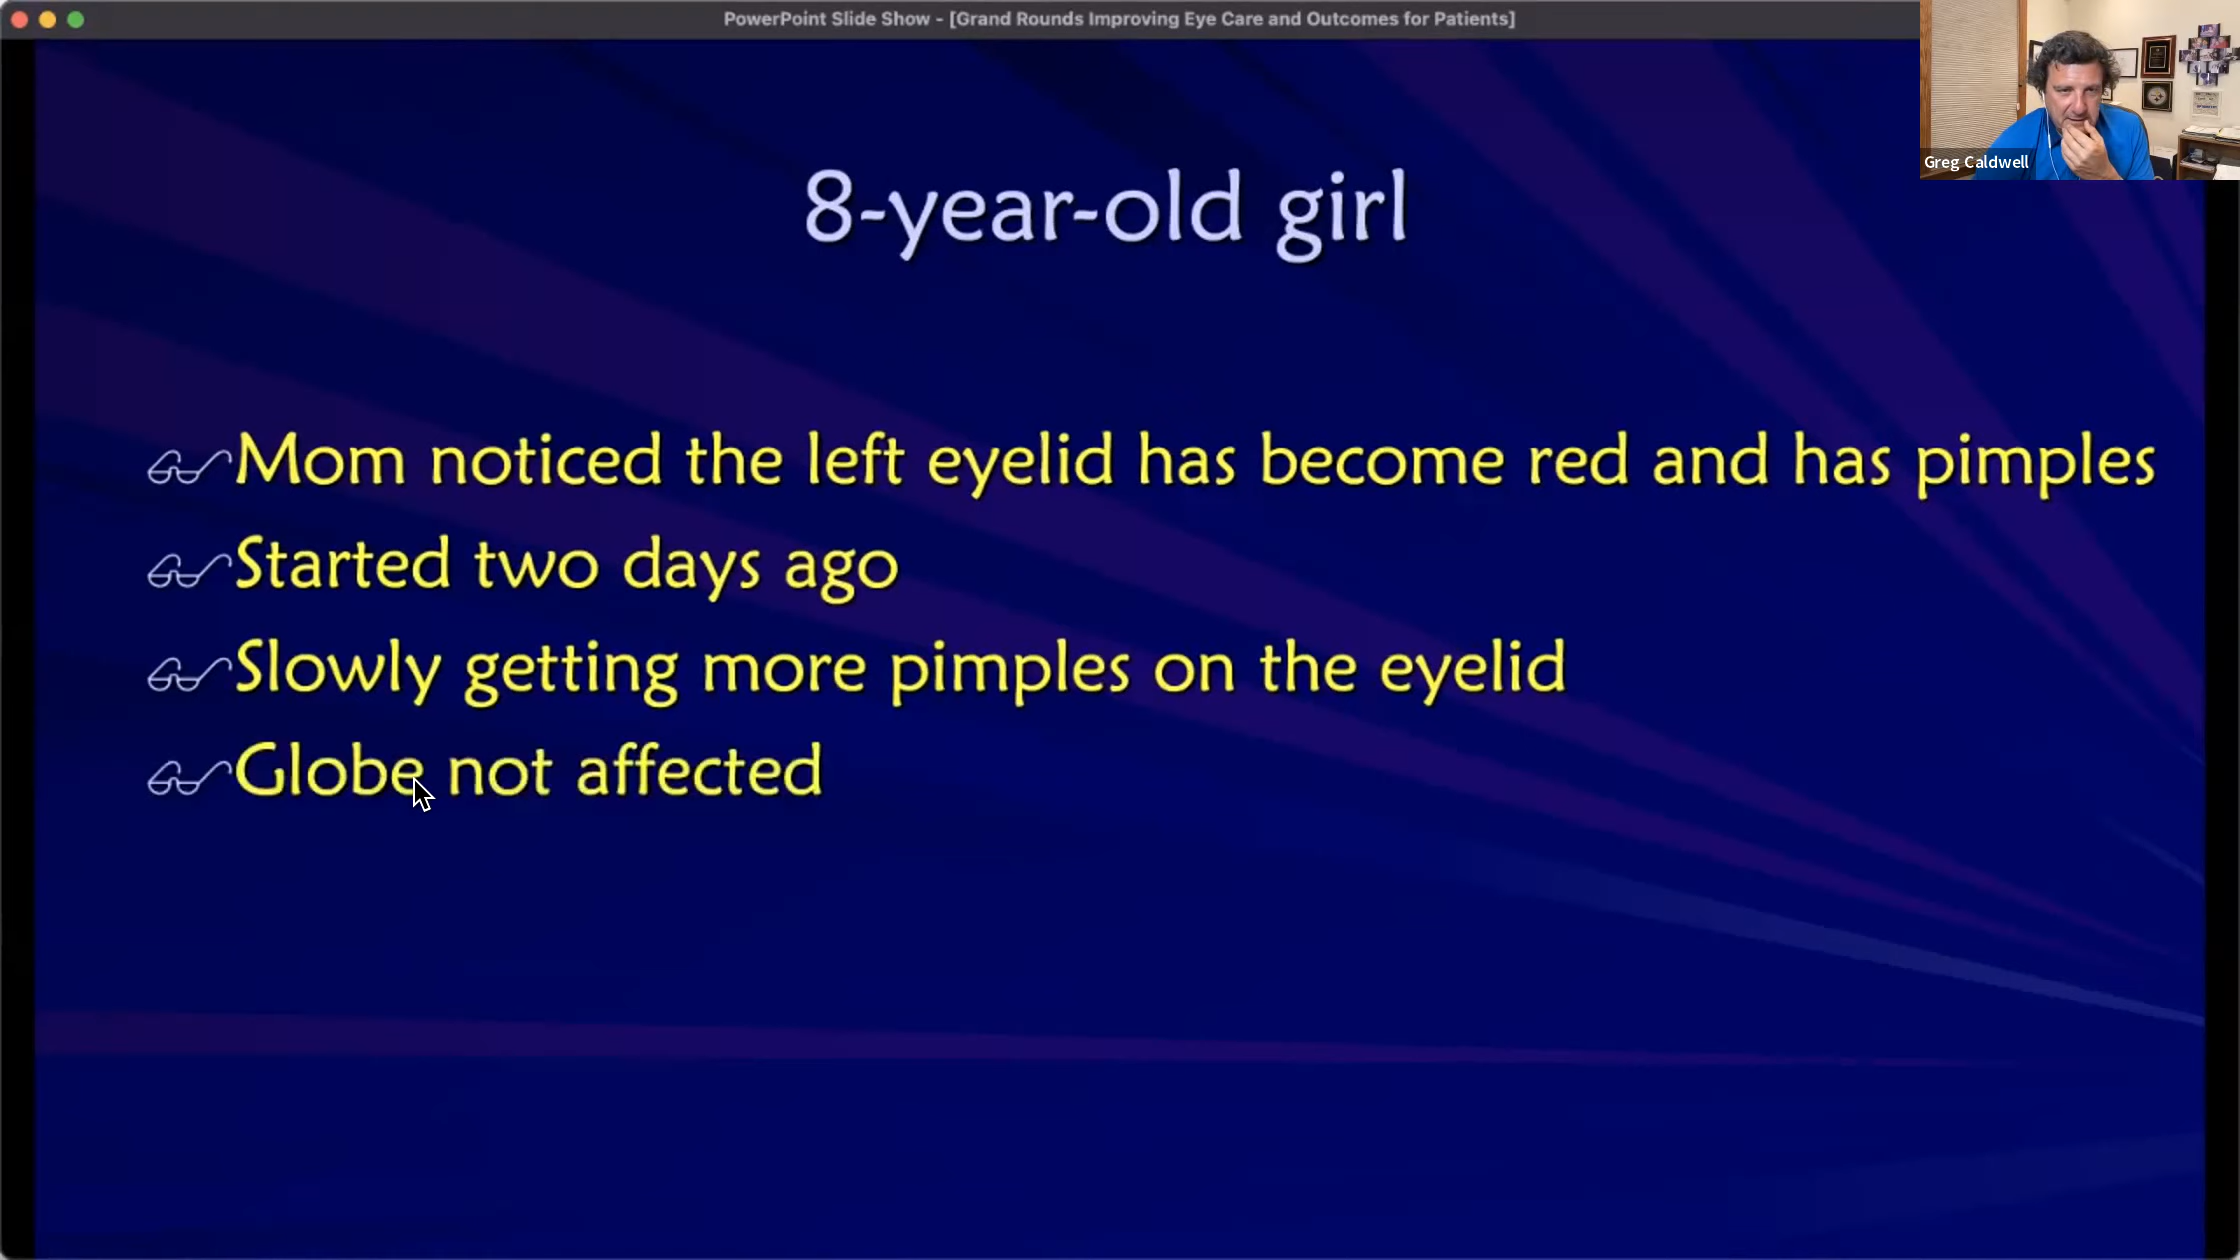 PowerPoint Slide Show - [Grand Rounds Improving Eye Care and Outcomes for Patients]
Greg Caldwell
8-year-old girl
Mom noticed the left eyelid has become red and has pimples
Started two days ago
Slowly getting more pimples on the eyelid
Globe not affected